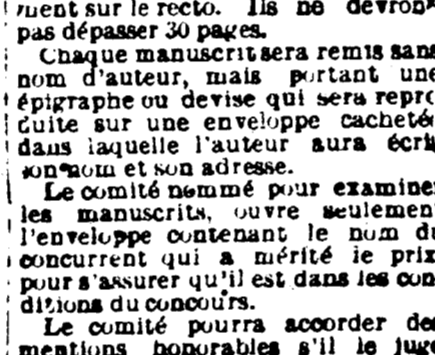 ment sur le recto. Ils ne devron
pas dépasser 30 pages.
Chaque manuscrit sera remis sans
nom d'auteur, mais portant une
épigraphe ou devise qui sera repro
duite sur une enveloppe cachetée
dans laquelle l'auteur aura écrit
son nom et son adresse.
Le comité nommé pour examiner
les manuscrits, ouvre seulement
l'enveloppe contenant le nom du
concurrent qui a mérité le prix
pour s'assurer qu'il est dans les con
ditions du concours.
Le comité pourra accorder des
mentions honorables s'il le juge